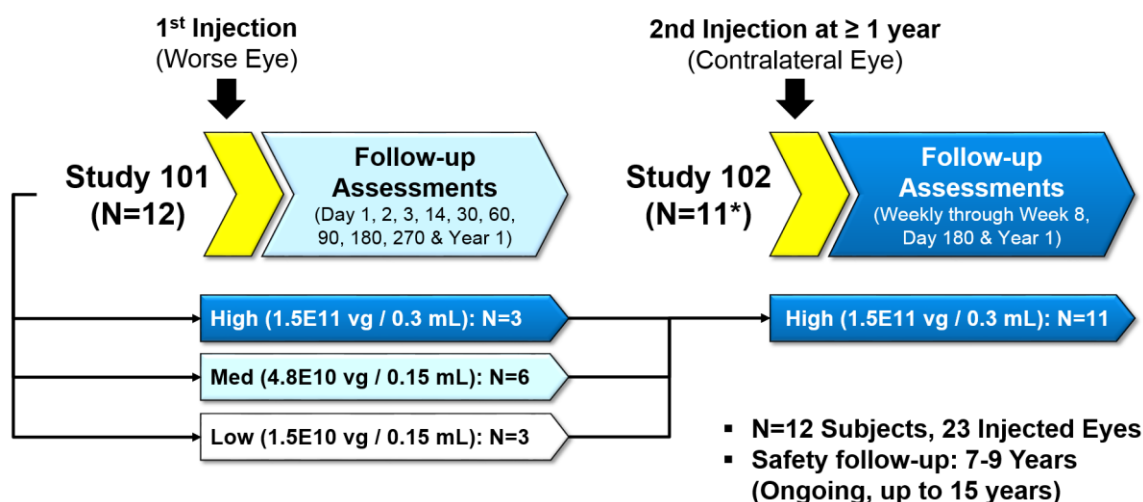 1st Injection
(Worse Eye)
2nd Injection at ≥ 1 year
(Contralateral Eye)
Study 101
(N=12)
Follow-up
Assessments
(Day 1, 2, 3, 14, 30, 60,
90, 180, 270 & Year 1)
Study 102
(N=11*)
Follow-up
Assessments
(Weekly through Week 8,
Day 180 & Year 1)
High (1.5E11 vg / 0.3 mL): N=3
High (1.5E11 vg / 0.3 mL): N=11
Med (4.8E10 vg / 0.15 mL): N=6
Low (1.5E10 vg / 0.15 mL): N=3
▪ N=12 Subjects, 23 Injected Eyes
▪ Safety follow-up: 7-9 Years
(Ongoing, up to 15 years)